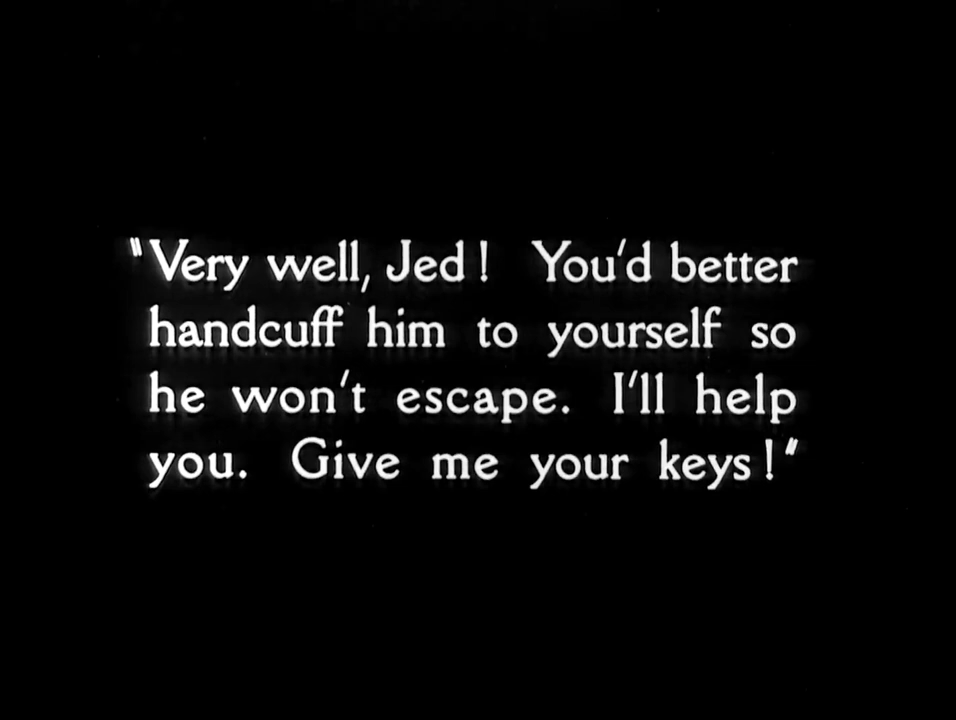 "Very well, Jed! You'd better
handcuff him to yourself so
he won't escape. I'll help
you. Give me your keys!"